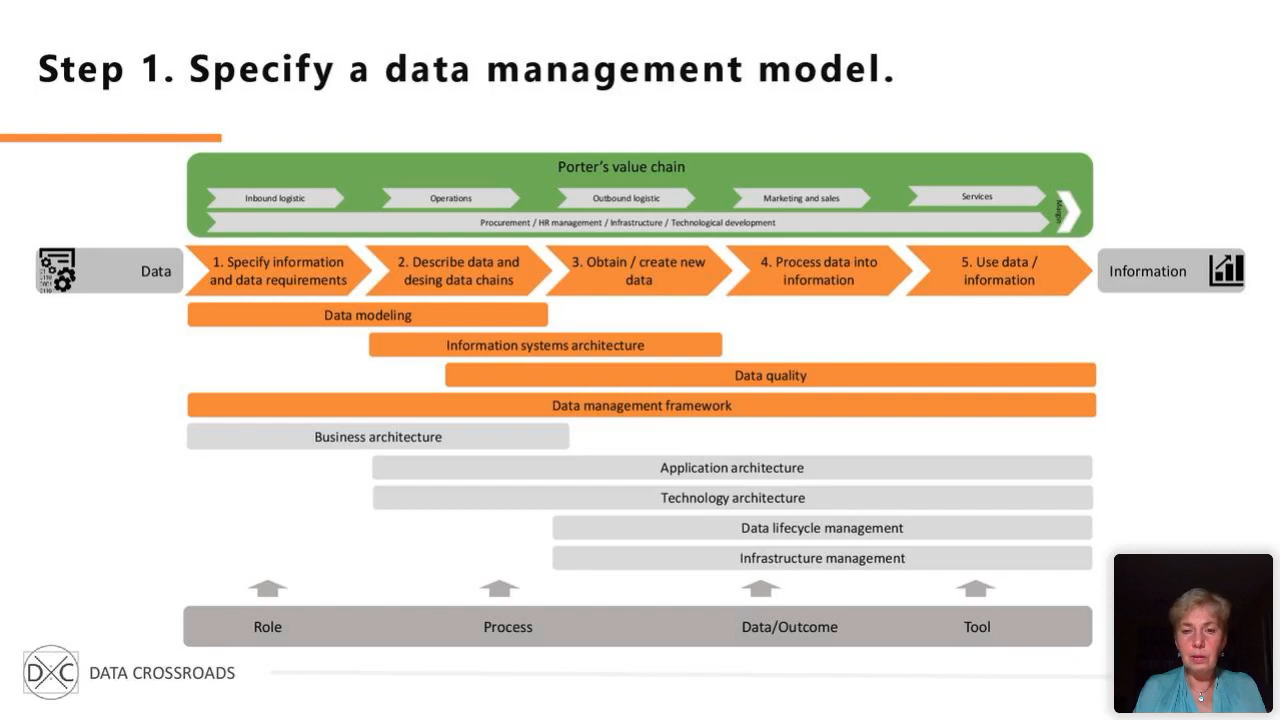 Step 1. Specify a data management model.
Porter's value chain
Inbound logistic
Operations
Outbound logistic
Marketing and sales
Services
Procurement / HR management / Infrastructure / Technological development
Margin
Data
1. Specify information
and data requirements
2. Describe data and
desing data chains
3. Obtain / create new
data
4. Process data into
information
5. Use data /
information
Information
Data modeling
Information systems architecture
Data quality
Data management framework
Business architecture
Application architecture
Technology architecture
Data lifecycle management
Infrastructure management
Role
Process
Data/Outcome
Tool
DXC
DATA CROSSROADS